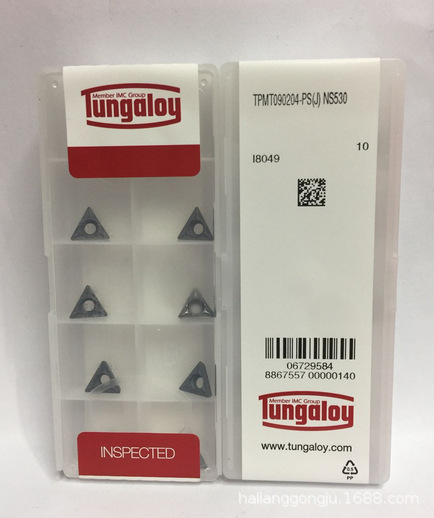 Member IMC Group
Tungaloy
INSPECTED
TPMT090204-PS(J) NS530
10
I8049
06729584
8867557 00000140
Member IMC Group
Tungaloy
www.tungaloy.com
PP
hailanggongju.1688.com